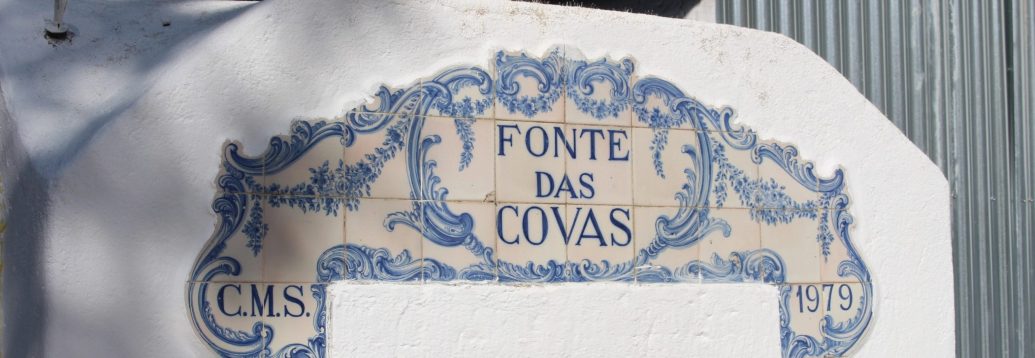 FONTE
DAS
COVAS
C.M.S. 1979